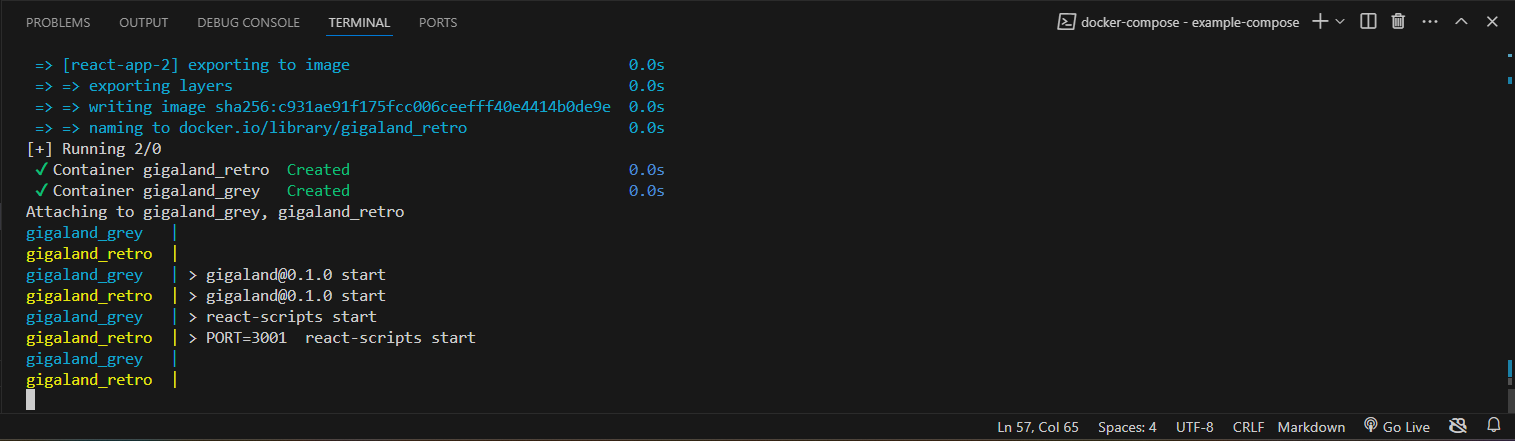 PROBLEMS OUTPUT DEBUG CONSOLE TERMINAL PORTS docker-compose - example-compose
=> [react-app-2] exporting to image 0.0s
=> => exporting layers 0.0s
=> => writing image sha256:c931ae91f175fcc006ceefff40e4414b0de9e 0.0s
=> => naming to docker.io/library/gigaland_retro 0.0s
[+] Running 2/0
✔ Container gigaland_retro Created 0.0s
✔ Container gigaland_grey Created 0.0s
Attaching to gigaland_grey, gigaland_retro
gigaland_grey |
gigaland_retro |
gigaland_grey | > gigaland@0.1.0 start
gigaland_retro | > gigaland@0.1.0 start
gigaland_grey | > react-scripts start
gigaland_retro | > PORT=3001  react-scripts start
gigaland_grey |
gigaland_retro |
Ln 57, Col 65 Spaces: 4 UTF-8 CRLF Markdown Go Live